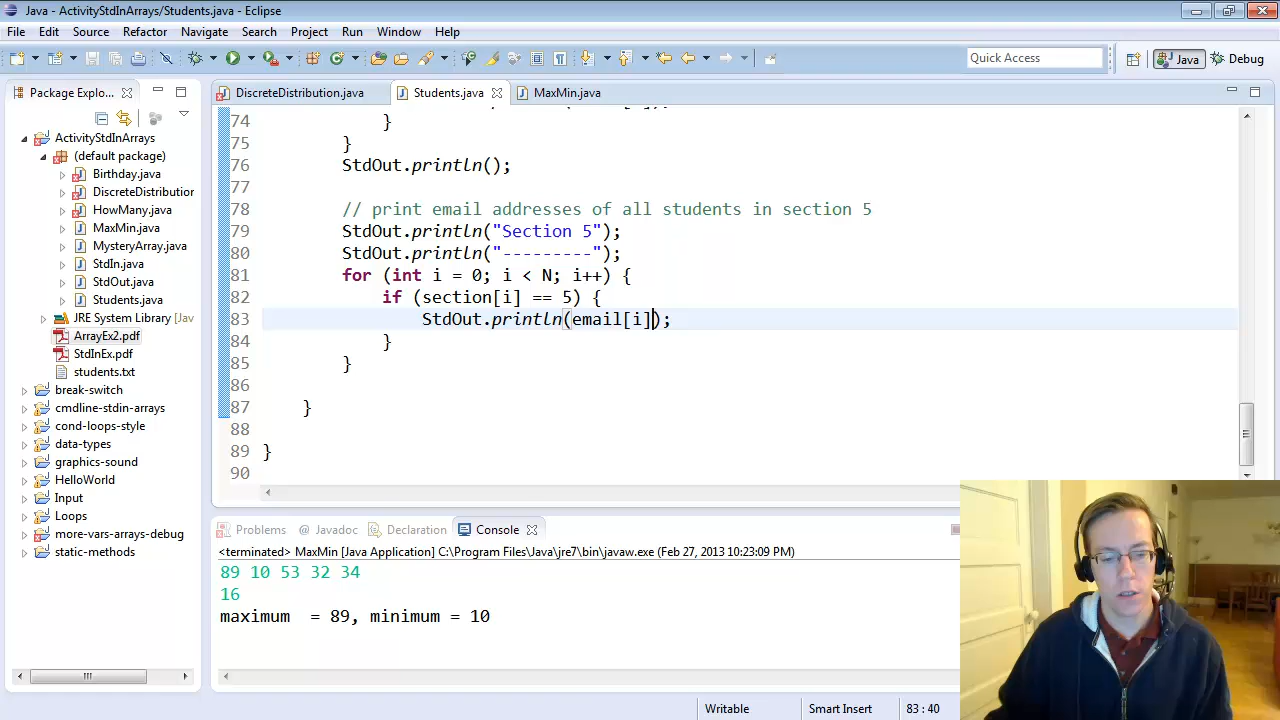 Java - ActivityStdInArrays/Students.java - Eclipse
File Edit Source Refactor Navigate Search Project Run Window Help
Quick Access
Java
Debug
Package Explo...
DiscreteDistribution.java
Students.java
MaxMin.java
ActivityStdInArrays
(default package)
Birthday.java
DiscreteDistribution
HowMany.java
MaxMin.java
MysteryArray.java
StdIn.java
StdOut.java
Students.java
JRE System Library [Jav
ArrayEx2.pdf
StdInEx.pdf
students.txt
break-switch
cmdline-stdin-arrays
cond-loops-style
data-types
graphics-sound
HelloWorld
Input
Loops
more-vars-arrays-debug
static-methods
74 }
75 }
76 StdOut.println();
77
78 // print email addresses of all students in section 5
79 StdOut.println("Section 5");
80 StdOut.println("---------");
81 for (int i = 0; i < N; i++) {
82 if (section[i] == 5) {
83 StdOut.println(email[i]);
84 }
85 }
86
87 }
88
89 }
90
Problems @ Javadoc Declaration Console
<terminated> MaxMin [Java Application] C:\Program Files\Java\jre7\bin\javaw.exe (Feb 27, 2013 10:23:09 PM)
89 10 53 32 34
16
maximum = 89, minimum = 10
Writable Smart Insert 83 : 40